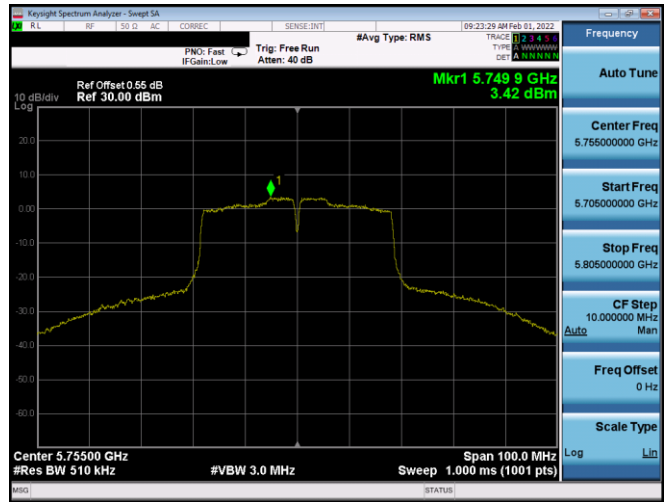 Keysight Spectrum Analyzer - Swept SA
RL RF 50 Ω AC CORREC SENSE:INT 09:23:29 AM Feb 01, 2022
#Avg Type: RMS
TRACE 1 2 3 4 5 6
TYPE A WWWWW
DET A N N N N N
PNO: Fast Trig: Free Run
IFGain:Low Atten: 40 dB
Frequency
Mkr1 5.749 9 GHz
3.42 dBm
Ref Offset 0.55 dB
10 dB/div Ref 30.00 dBm
Log
20.0
10.0
1
0.00
-10.0
-20.0
-30.0
-40.0
-50.0
-60.0
Center 5.75500 GHz Span 100.0 MHz
#Res BW 510 kHz #VBW 3.0 MHz Sweep 1.000 ms (1001 pts)
MSG STATUS
Auto Tune
Center Freq
5.755000000 GHz
Start Freq
5.705000000 GHz
Stop Freq
5.805000000 GHz
CF Step
10.000000 MHz
Auto Man
Freq Offset
0 Hz
Scale Type
Log Lin